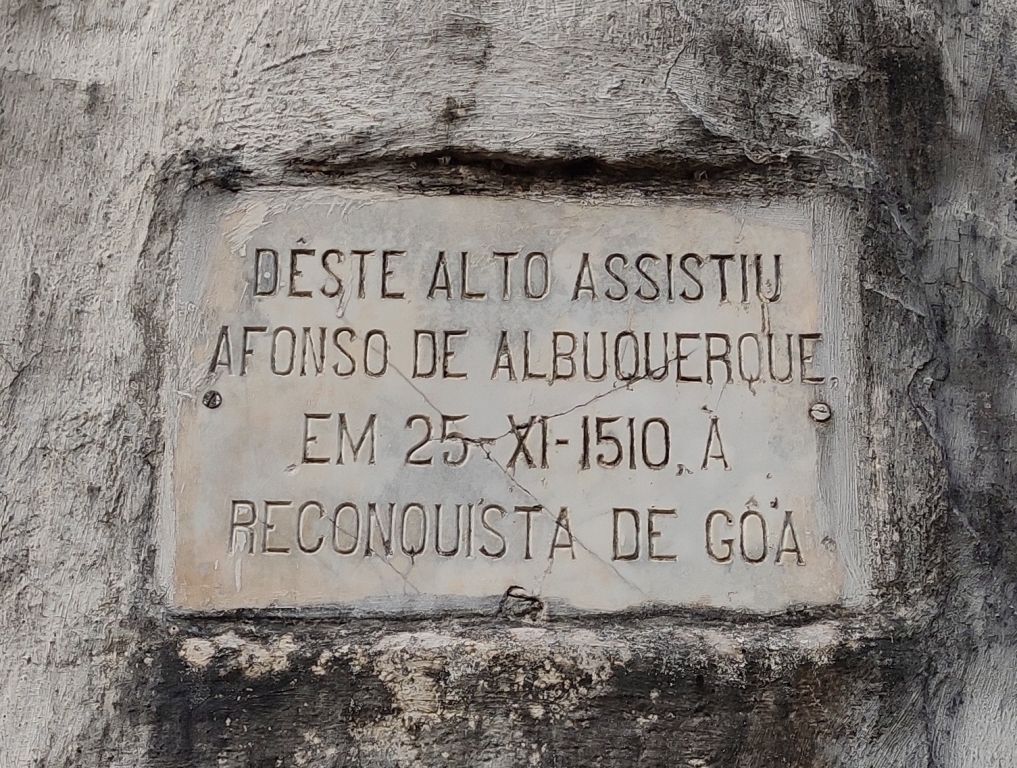 DÊSTE ALTO ASSISTIU
AFONSO DE ALBUQUERQUE,
EM 25-XI-1510, À
RECONQUISTA DE GÔA